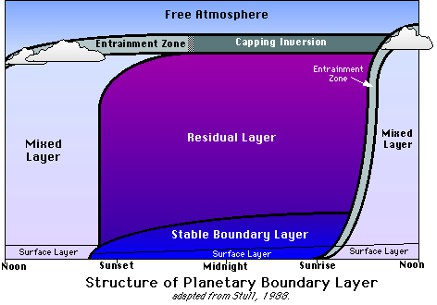 Free Atmosphere
Entrainment Zone
Capping Inversion
Entrainment
Zone
Mixed
Layer
Residual Layer
Mixed
Layer
Stable Boundary Layer
Surface Layer
Surface Layer
Surface Layer
Noon
Sunset
Midnight
Sunrise
Noon
Structure of Planetary Boundary Layer
adapted from Stull, 1988.